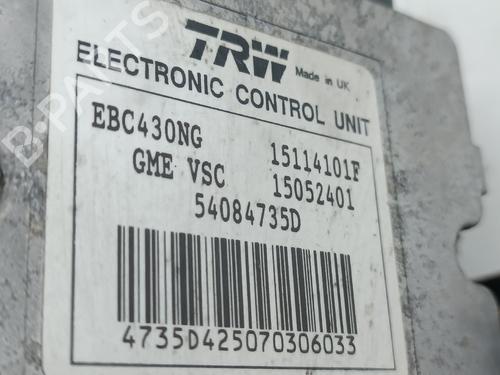 TRW
Made in UK
ELECTRONIC CONTROL UNIT
EBC430NG 15114101F
GME VSC 15052401
54084735D
4735D425070306033
B-PARTS